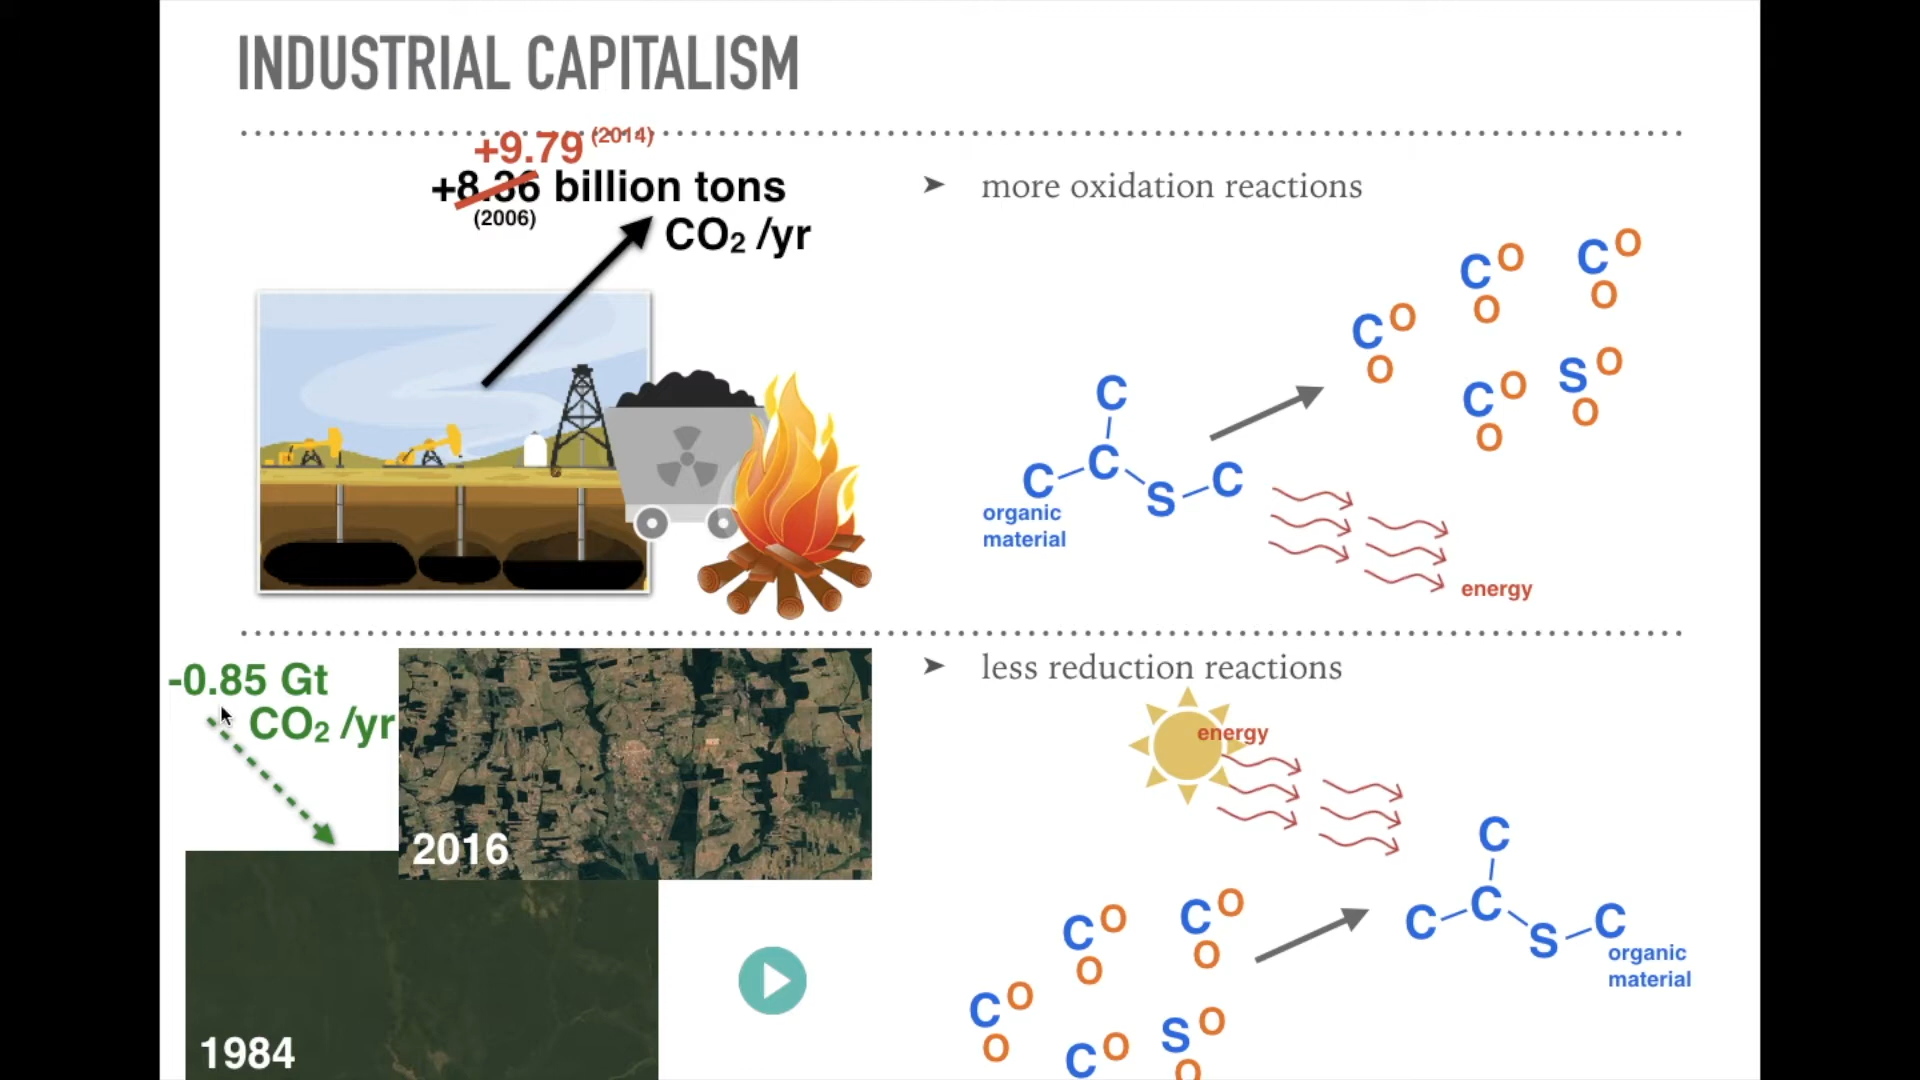 INDUSTRIAL CAPITALISM
+9.79 (2014)
+8.36 billion tons
(2006)
CO₂ /yr
➤ more oxidation reactions
C O
O
C O
O
C O
O
C O
O
S O
O
C
C
C
S
C
organic
material
energy
-0.85 Gt
CO₂ /yr
2016
1984
➤ less reduction reactions
energy
C O
O
C O
O
C O
O
C O
S O
O
C
C
C
S
C
organic
material